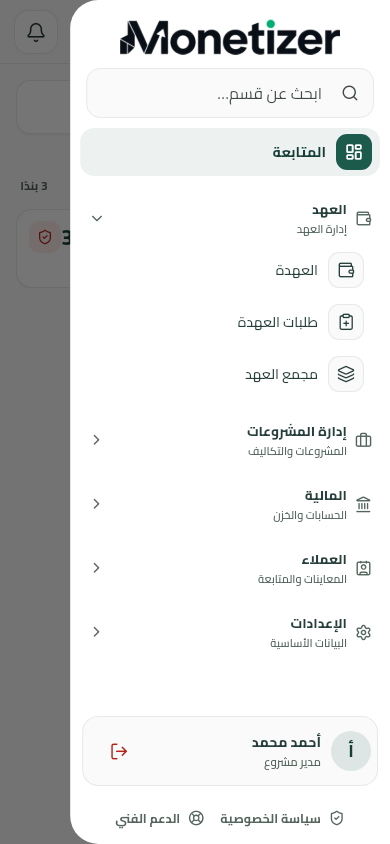 Monetizer
ابحث عن قسم...
المتابعة
3 بندًا
3
العهد
إدارة العهد
العهدة
طلبات العهدة
مجمع العهد
إدارة المشروعات
المشروعات والتكاليف
المالية
الحسابات والخزن
العملاء
المعاينات والمتابعة
الإعدادات
البيانات الأساسية
أ
أحمد محمد
مدير مشروع
سياسة الخصوصية
الدعم الفني